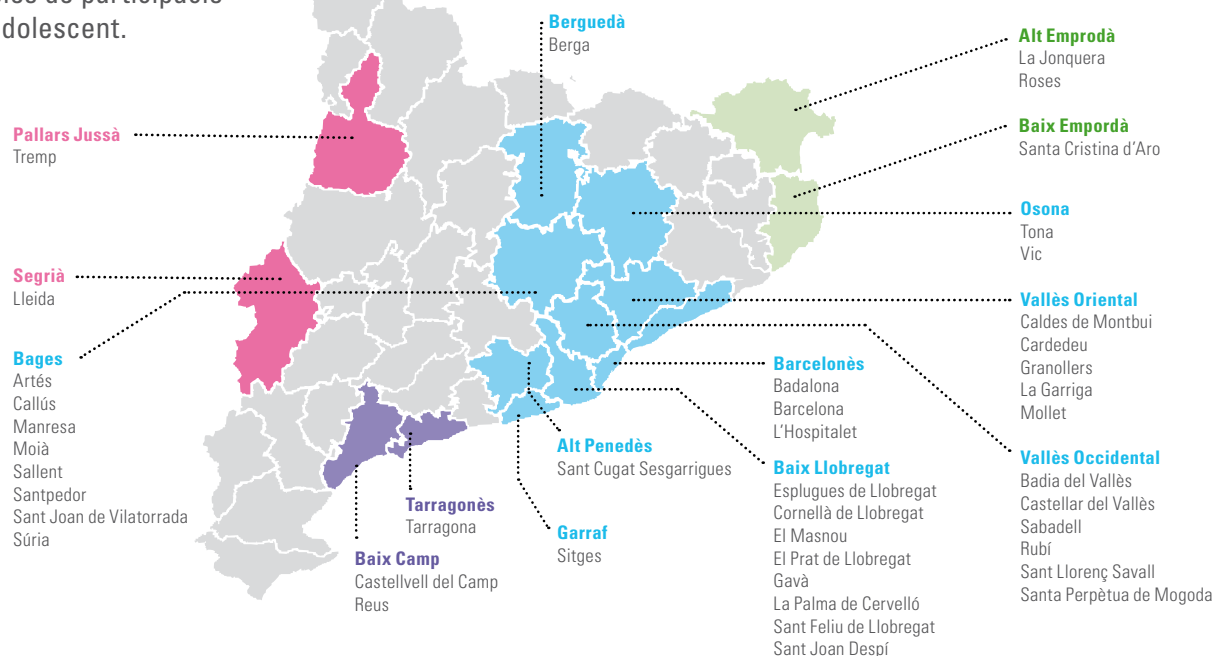 de participació
dolescent.
Berguedà
Berga
Alt Emprodà
La Jonquera
Roses
Pallars Jussà
Tremp
Baix Empordà
Santa Cristina d'Aro
Osona
Tona
Vic
Segrià
Lleida
Vallès Oriental
Caldes de Montbui
Cardedeu
Granollers
La Garriga
Mollet
Bages
Artés
Callús
Manresa
Moià
Sallent
Santpedor
Sant Joan de Vilatorrada
Súria
Barcelonès
Badalona
Barcelona
L'Hospitalet
Alt Penedès
Sant Cugat Sesgarrigues
Baix Llobregat
Esplugues de Llobregat
Cornellà de Llobregat
El Masnou
El Prat de Llobregat
Gavà
La Palma de Cervelló
Sant Feliu de Llobregat
Sant Joan Despí
Vallès Occidental
Badia del Vallès
Castellar del Vallès
Sabadell
Rubí
Sant Llorenç Savall
Santa Perpètua de Mogoda
Tarragonès
Tarragona
Garraf
Sitges
Baix Camp
Castellvell del Camp
Reus